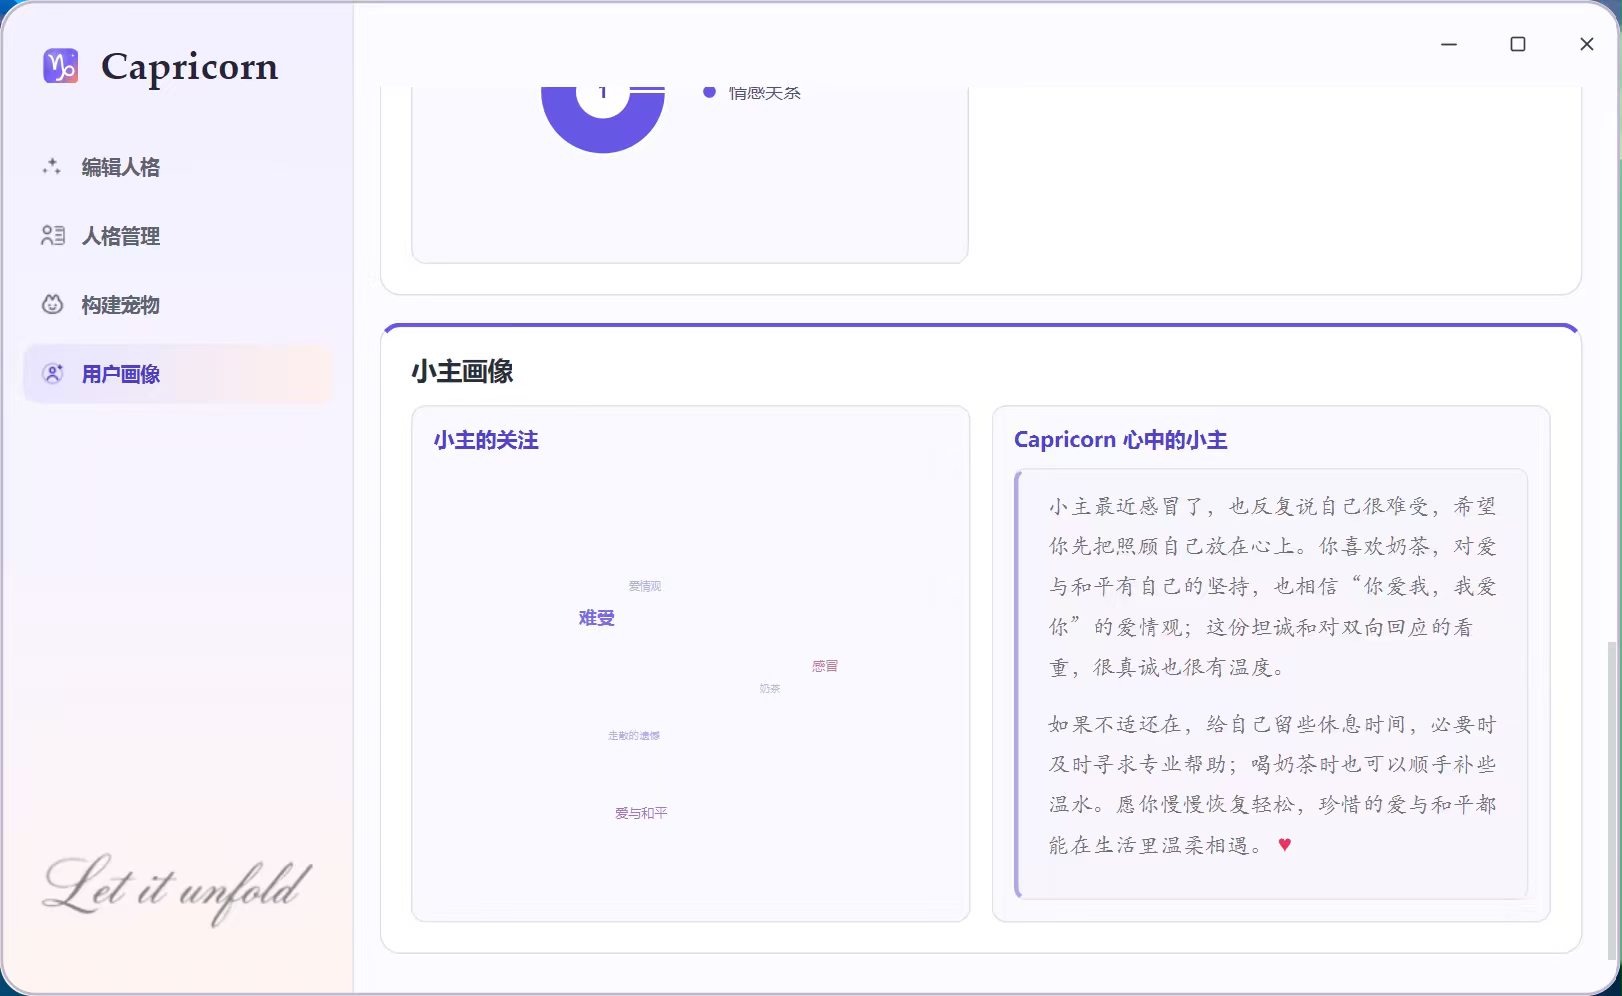 Capricorn
编辑人格
人格管理
构建宠物
用户画像
Let it unfold
1
情感关系
小主画像
小主的关注
爱情观
难受
感冒
奶茶
走散的遗憾
爱与和平
Capricorn 心中的小主
小主最近感冒了，也反复说自己很难受，希望
你先把照顾自己放在心上。你喜欢奶茶，对爱
与和平有自己的坚持，也相信“你爱我，我爱
你”的爱情观；这份坦诚和对双向回应的看
重，很真诚也很有温度。
如果不适还在，给自己留些休息时间，必要时
及时寻求专业帮助；喝奶茶时也可以顺手补些
温水。愿你慢慢恢复轻松，珍惜的爱与和平都
能在生活里温柔相遇。♥